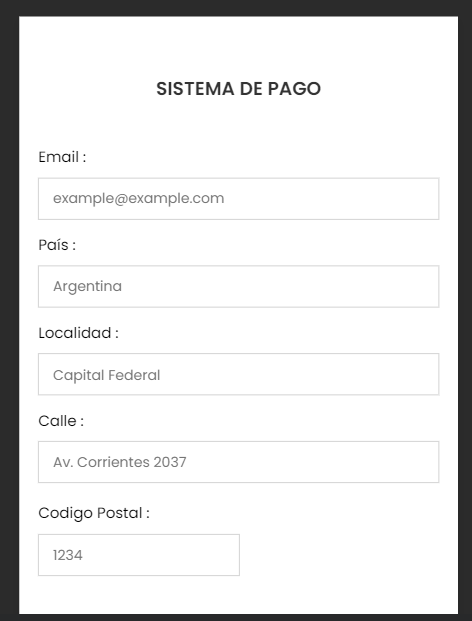 SISTEMA DE PAGO
Email :
example@example.com
País :
Argentina
Localidad :
Capital Federal
Calle :
Av. Corrientes 2037
Codigo Postal :
1234